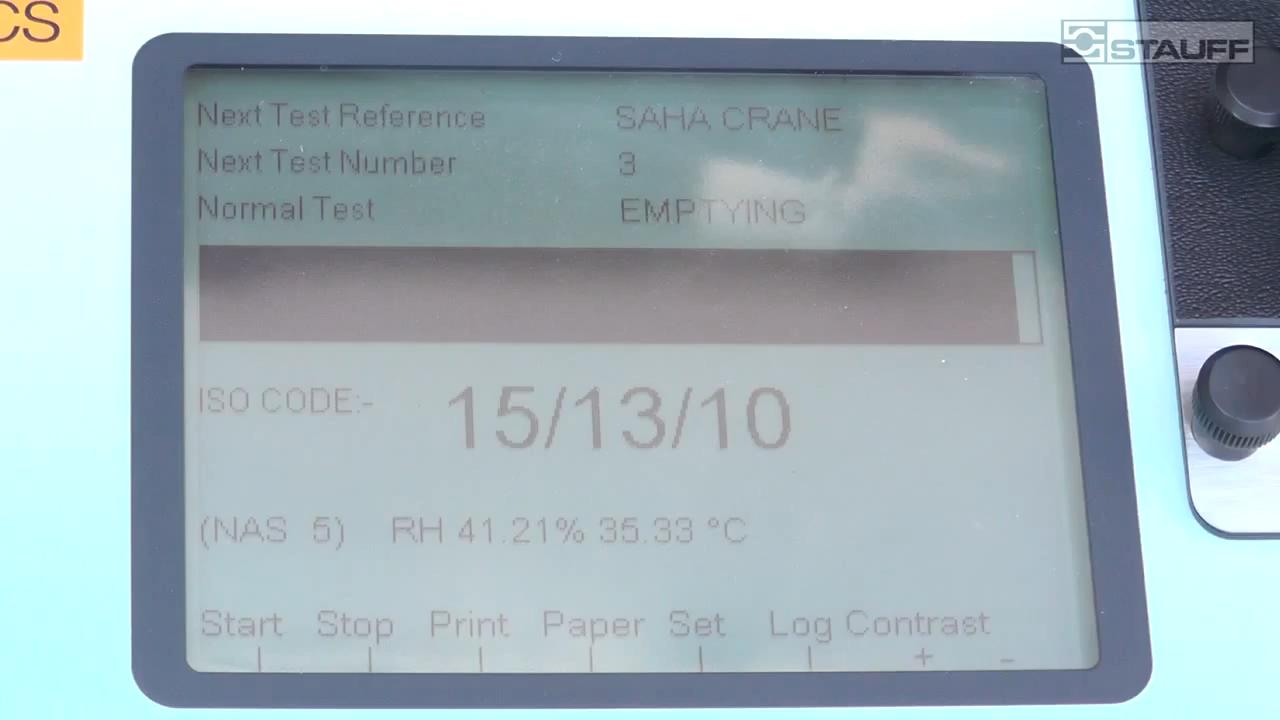 CS
STAUFF
Next Test Reference SAHA CRANE
Next Test Number 3
Normal Test EMPTYING
ISO CODE:- 15/13/10
(NAS 5) RH 41.21% 35.33 °C
Start Stop Print Paper Set Log Contrast
+ -